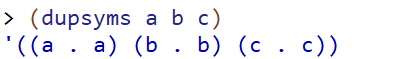 > (dupsyms a b c)
'((a . a) (b . b) (c . c))